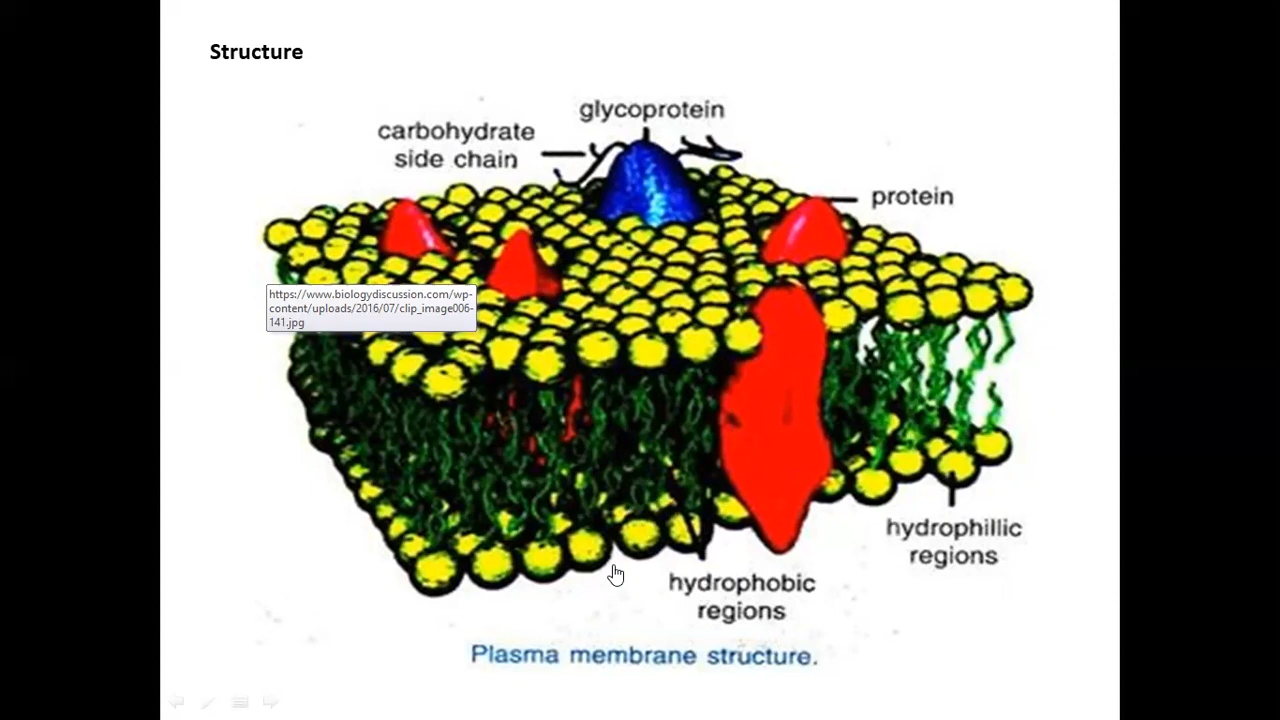 Structure
glycoprotein
carbohydrate
side chain
protein
https://www.biologydiscussion.com/wp-
content/uploads/2016/07/clip_image006-
141.jpg
hydrophillic
regions
hydrophobic
regions
Plasma membrane structure.